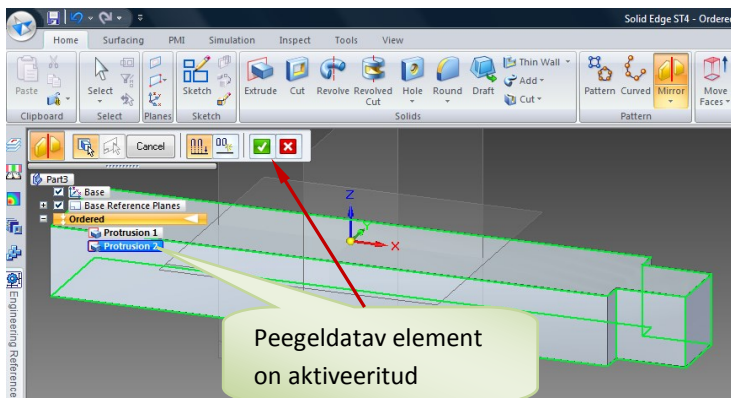 Solid Edge ST4 - Ordered
Home Surfacing PMI Simulation Inspect Tools View
Paste
Select
Sketch
Extrude Cut Revolve Revolved Cut Hole Round Draft
Thin Wall
Add
Cut
Pattern Curved Mirror
Move Faces
Clipboard Select Planes Sketch Solids Pattern
Cancel
Part3
Base
Base Reference Planes
Ordered
Protrusion 1
Protrusion 2
Z
Y
X
Engineering Reference
Peegeldatav element
on aktiveeritud